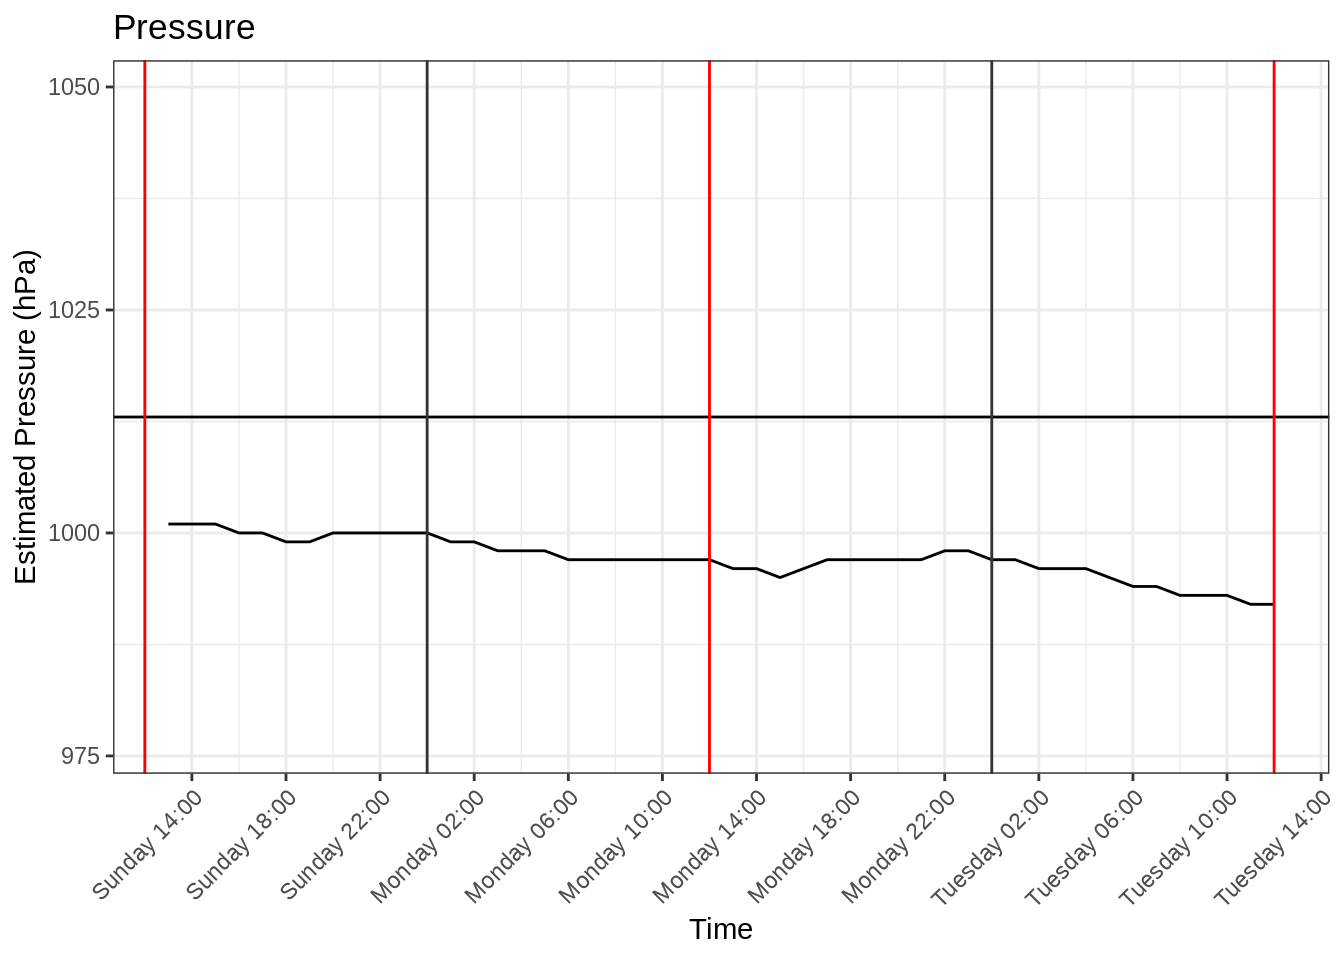 Pressure
Estimated Pressure (hPa)
1050
1025
1000
975
Sunday 14:00
Sunday 18:00
Sunday 22:00
Monday 02:00
Monday 06:00
Monday 10:00
Monday 14:00
Monday 18:00
Monday 22:00
Tuesday 02:00
Tuesday 06:00
Tuesday 10:00
Tuesday 14:00
Time